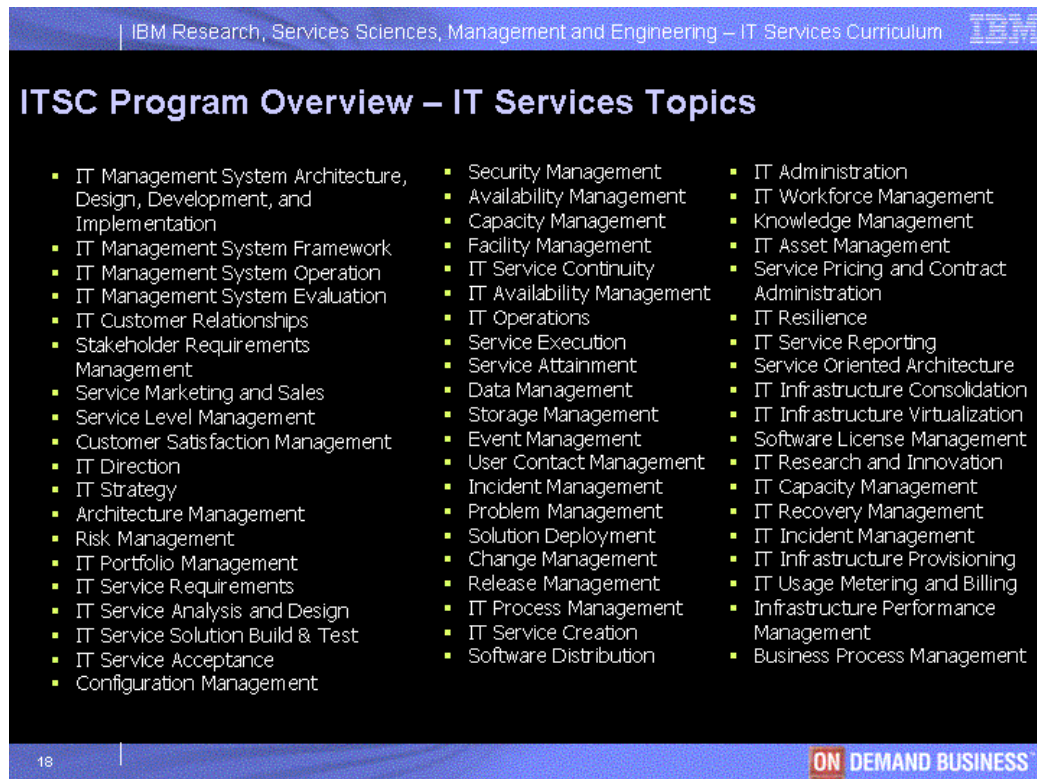 IBM Research, Services Sciences, Management and Engineering – IT Services Curriculum
IBM
ITSC Program Overview – IT Services Topics
▪ IT Management System Architecture,
Design, Development, and
Implementation
▪ IT Management System Framework
▪ IT Management System Operation
▪ IT Management System Evaluation
▪ IT Customer Relationships
▪ Stakeholder Requirements
Management
▪ Service Marketing and Sales
▪ Service Level Management
▪ Customer Satisfaction Management
▪ IT Direction
▪ IT Strategy
▪ Architecture Management
▪ Risk Management
▪ IT Portfolio Management
▪ IT Service Requirements
▪ IT Service Analysis and Design
▪ IT Service Solution Build & Test
▪ IT Service Acceptance
▪ Configuration Management
▪ Security Management
▪ Availability Management
▪ Capacity Management
▪ Facility Management
▪ IT Service Continuity
▪ IT Availability Management
▪ IT Operations
▪ Service Execution
▪ Service Attainment
▪ Data Management
▪ Storage Management
▪ Event Management
▪ User Contact Management
▪ Incident Management
▪ Problem Management
▪ Solution Deployment
▪ Change Management
▪ Release Management
▪ IT Process Management
▪ IT Service Creation
▪ Software Distribution
▪ IT Administration
▪ IT Workforce Management
▪ Knowledge Management
▪ IT Asset Management
▪ Service Pricing and Contract
Administration
▪ IT Resilience
▪ IT Service Reporting
▪ Service Oriented Architecture
▪ IT Infrastructure Consolidation
▪ IT Infrastructure Virtualization
▪ Software License Management
▪ IT Research and Innovation
▪ IT Capacity Management
▪ IT Recovery Management
▪ IT Incident Management
▪ IT Infrastructure Provisioning
▪ IT Usage Metering and Billing
▪ Infrastructure Performance
Management
▪ Business Process Management
18
ON DEMAND BUSINESS™